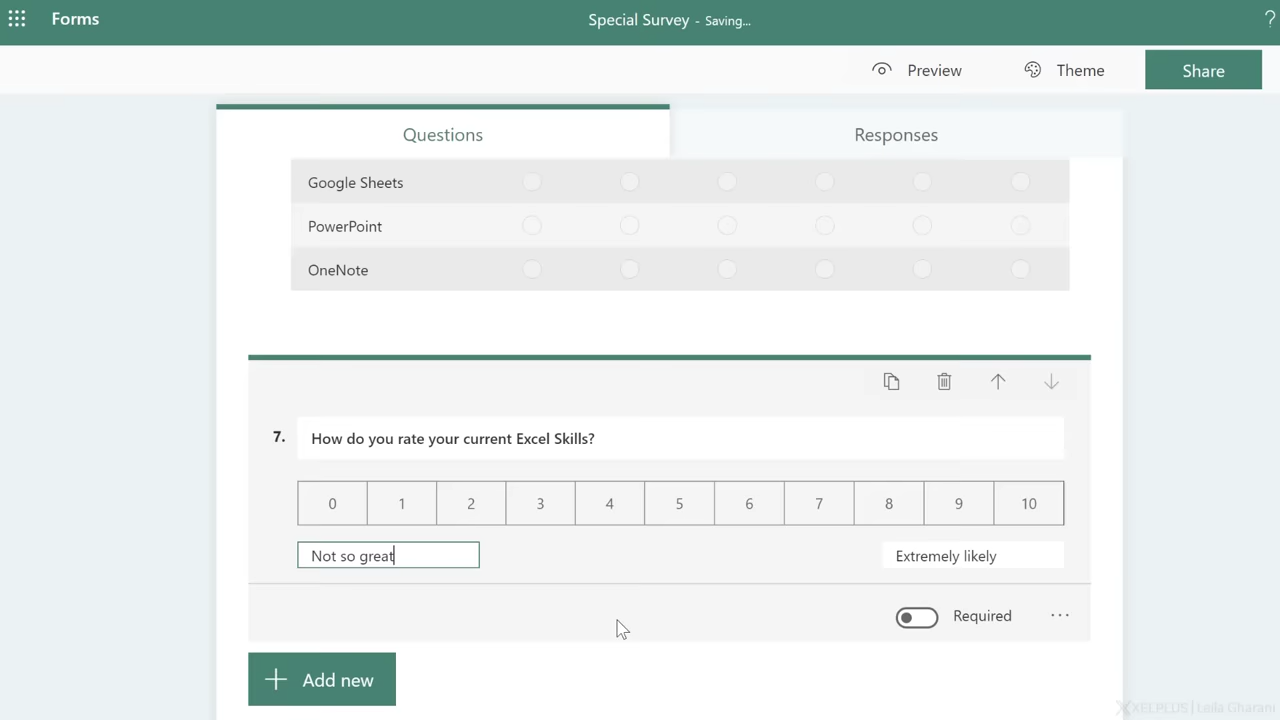 Forms
Special Survey - Saving...
?
Preview
Theme
Share
Questions
Responses
Google Sheets
PowerPoint
OneNote
7.
How do you rate your current Excel Skills?
0 1 2 3 4 5 6 7 8 9 10
Not so great
Extremely likely
Required
Add new
XELPLUS | Leila Gharani